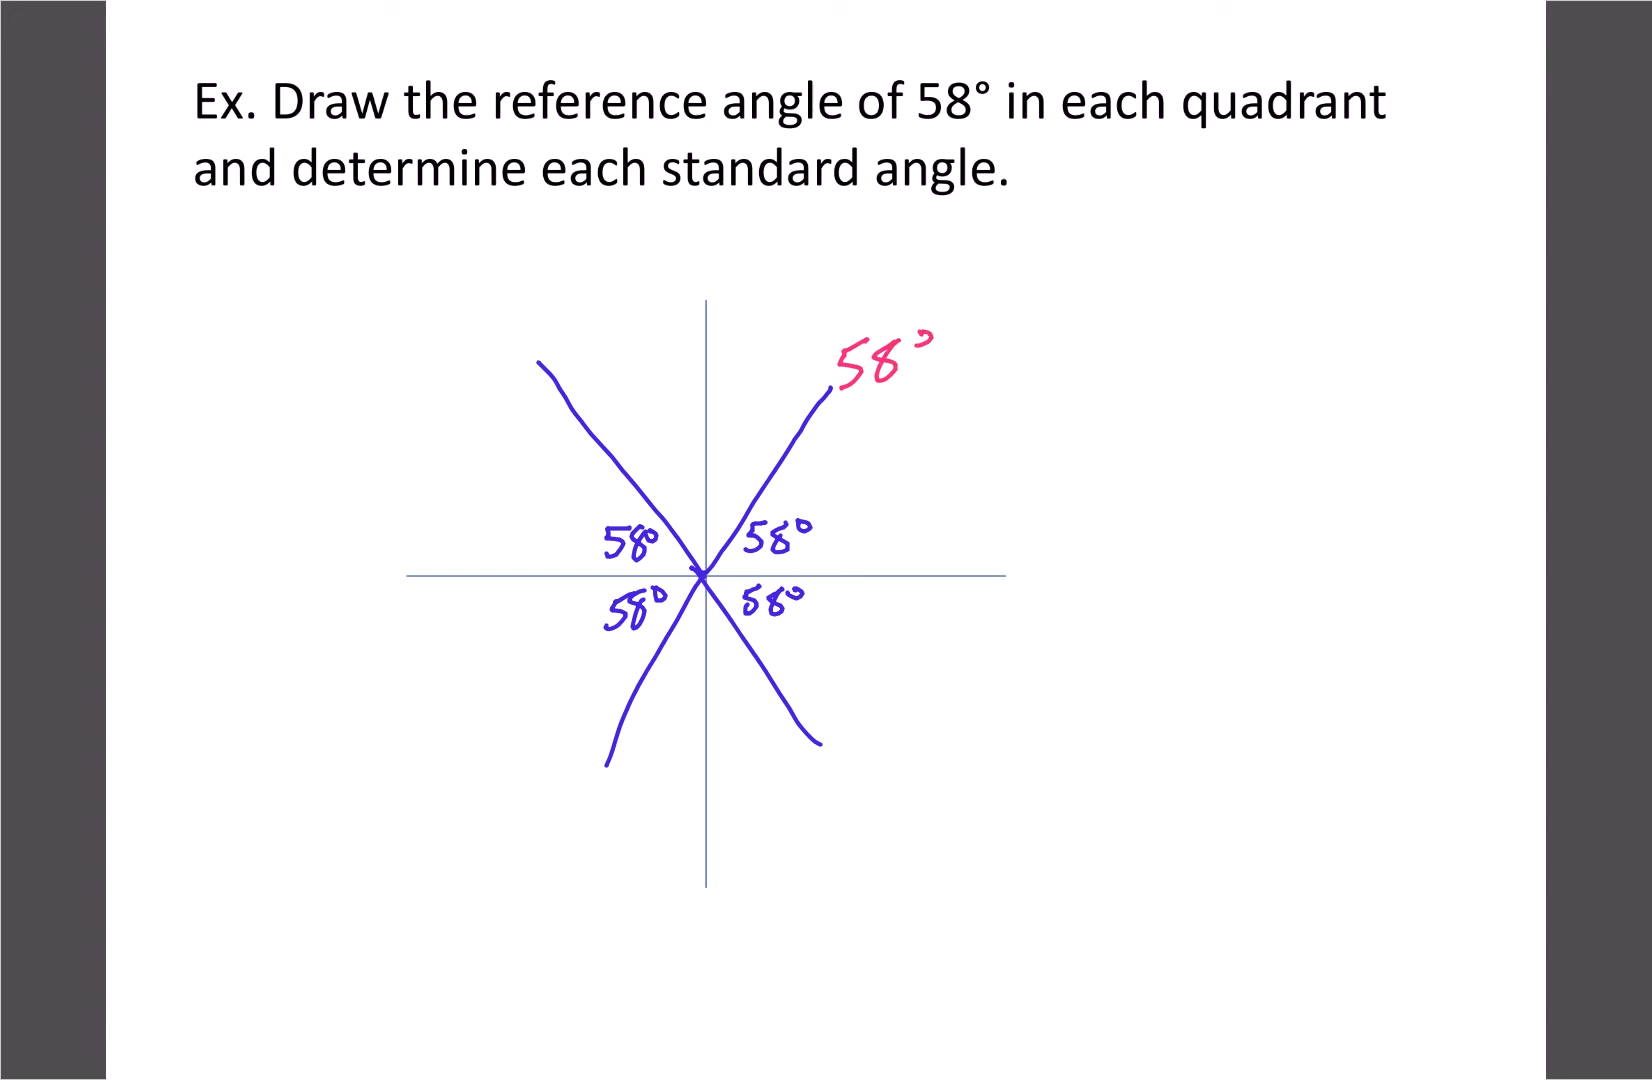 Ex. Draw the reference angle of 58° in each quadrant
and determine each standard angle.
58°
58° 58°
58° 58°